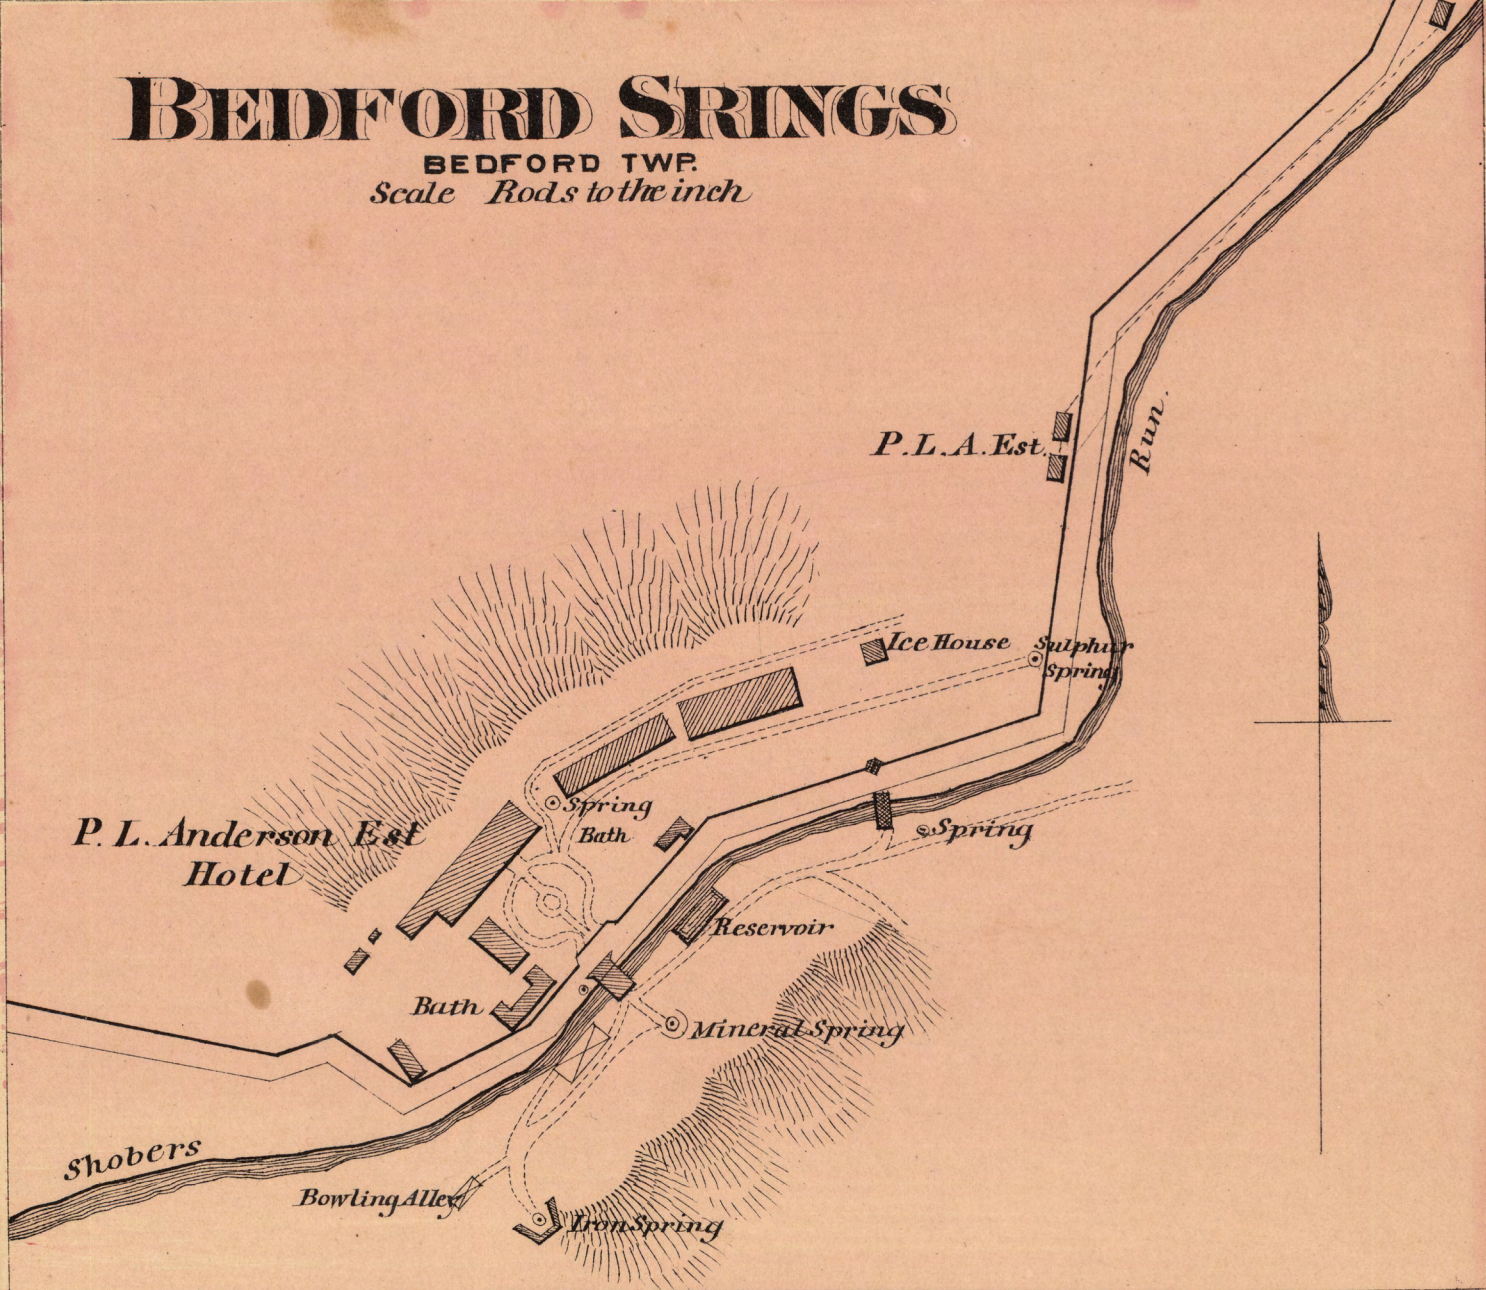 BEDFORD SRINGS
BEDFORD TWP.
Scale Rods to the inch
P.L.A. Est.
Run.
Ice House
Sulphur
Spring
P. L. Anderson Est
Hotel
Spring
Bath
Spring
Reservoir
Bath
Mineral Spring
Shobers
Bowling Alley
Iron Spring